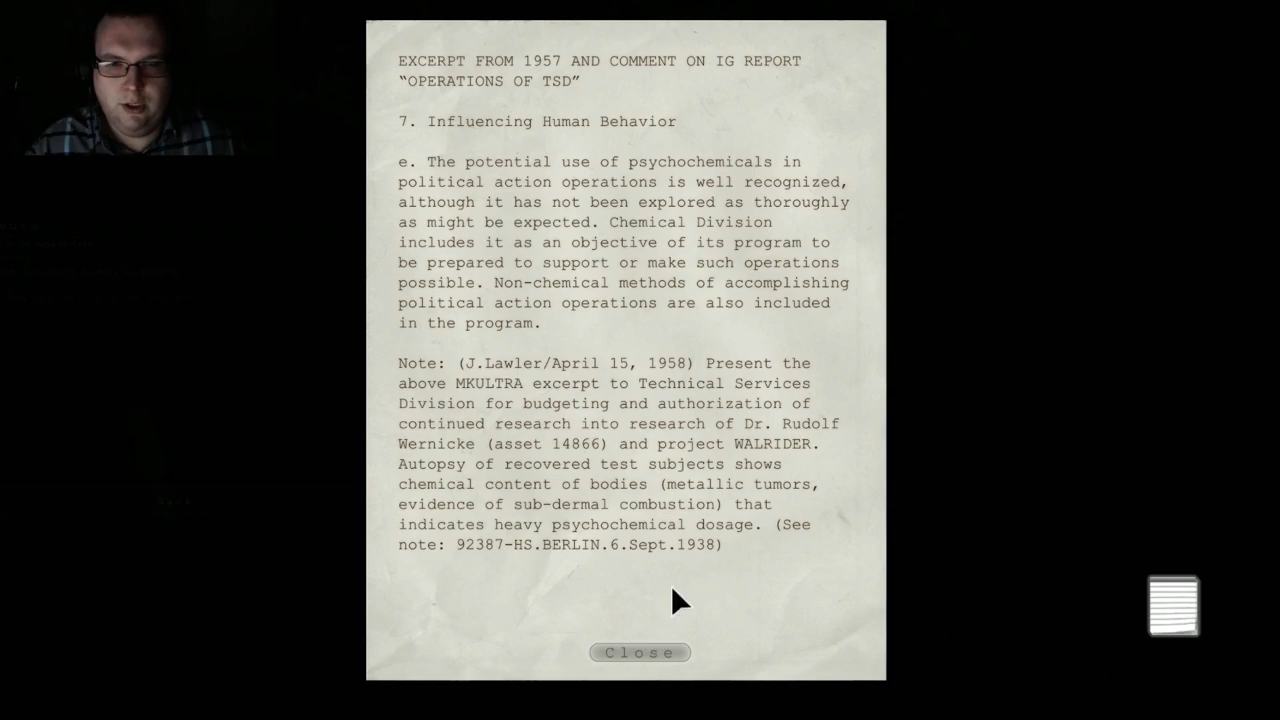 EXCERPT FROM 1957 AND COMMENT ON IG REPORT
“OPERATIONS OF TSD”
7. Influencing Human Behavior
e. The potential use of psychochemicals in
political action operations is well recognized,
although it has not been explored as thoroughly
as might be expected. Chemical Division
includes it as an objective of its program to
be prepared to support or make such operations
possible. Non-chemical methods of accomplishing
political action operations are also included
in the program.
Note: (J.Lawler/April 15, 1958) Present the
above MKULTRA excerpt to Technical Services
Division for budgeting and authorization of
continued research into research of Dr. Rudolf
Wernicke (asset 14866) and project WALRIDER.
Autopsy of recovered test subjects shows
chemical content of bodies (metallic tumors,
evidence of sub-dermal combustion) that
indicates heavy psychochemical dosage. (See
note: 92387-HS.BERLIN.6.Sept.1938)
Close